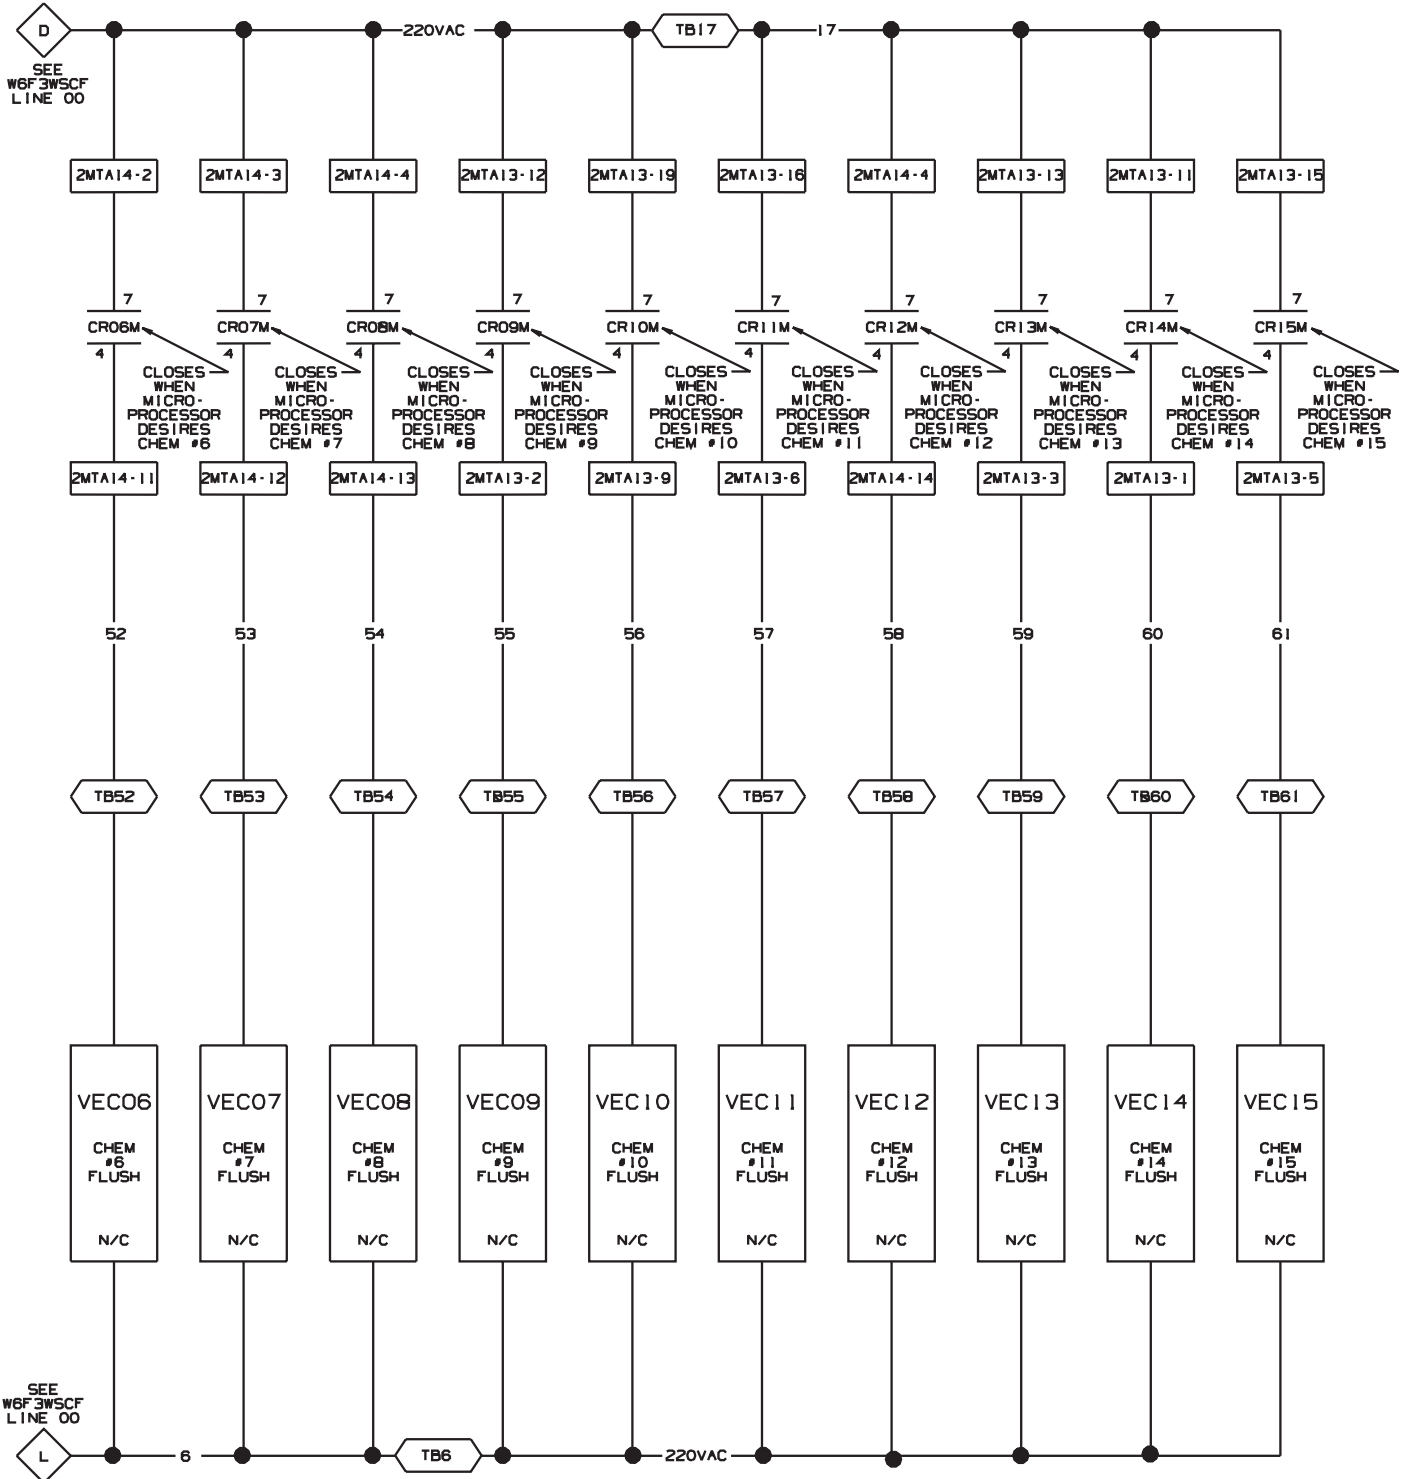 D
220VAC
TB17
17
SEE
W6F3WSCF
LINE 00
2MTA14-2
2MTA14-3
2MTA14-4
2MTA13-12
2MTA13-19
2MTA13-16
2MTA14-4
2MTA13-13
2MTA13-11
2MTA13-15
7
7
7
7
7
7
7
7
7
7
CR06M
CR07M
CR08M
CR09M
CR10M
CR11M
CR12M
CR13M
CR14M
CR15M
4
4
4
4
4
4
4
4
4
4
CLOSES
WHEN
MICRO-
PROCESSOR
DESIRES
CHEM #6
CLOSES
WHEN
MICRO-
PROCESSOR
DESIRES
CHEM #7
CLOSES
WHEN
MICRO-
PROCESSOR
DESIRES
CHEM #8
CLOSES
WHEN
MICRO-
PROCESSOR
DESIRES
CHEM #9
CLOSES
WHEN
MICRO-
PROCESSOR
DESIRES
CHEM #10
CLOSES
WHEN
MICRO-
PROCESSOR
DESIRES
CHEM #11
CLOSES
WHEN
MICRO-
PROCESSOR
DESIRES
CHEM #12
CLOSES
WHEN
MICRO-
PROCESSOR
DESIRES
CHEM #13
CLOSES
WHEN
MICRO-
PROCESSOR
DESIRES
CHEM #14
CLOSES
WHEN
MICRO-
PROCESSOR
DESIRES
CHEM #15
2MTA14-11
2MTA14-12
2MTA14-13
2MTA13-2
2MTA13-9
2MTA13-6
2MTA14-14
2MTA13-3
2MTA13-1
2MTA13-5
52
53
54
55
56
57
58
59
60
61
TB52
TB53
TB54
TB55
TB56
TB57
TB58
TB59
TB60
TB61
VEC06
CHEM
#6
FLUSH
N/C
VEC07
CHEM
#7
FLUSH
N/C
VEC08
CHEM
#8
FLUSH
N/C
VEC09
CHEM
#9
FLUSH
N/C
VEC10
CHEM
#10
FLUSH
N/C
VEC11
CHEM
#11
FLUSH
N/C
VEC12
CHEM
#12
FLUSH
N/C
VEC13
CHEM
#13
FLUSH
N/C
VEC14
CHEM
#14
FLUSH
N/C
VEC15
CHEM
#15
FLUSH
N/C
SEE
W6F3WSCF
LINE 00
L
6
TB6
220VAC